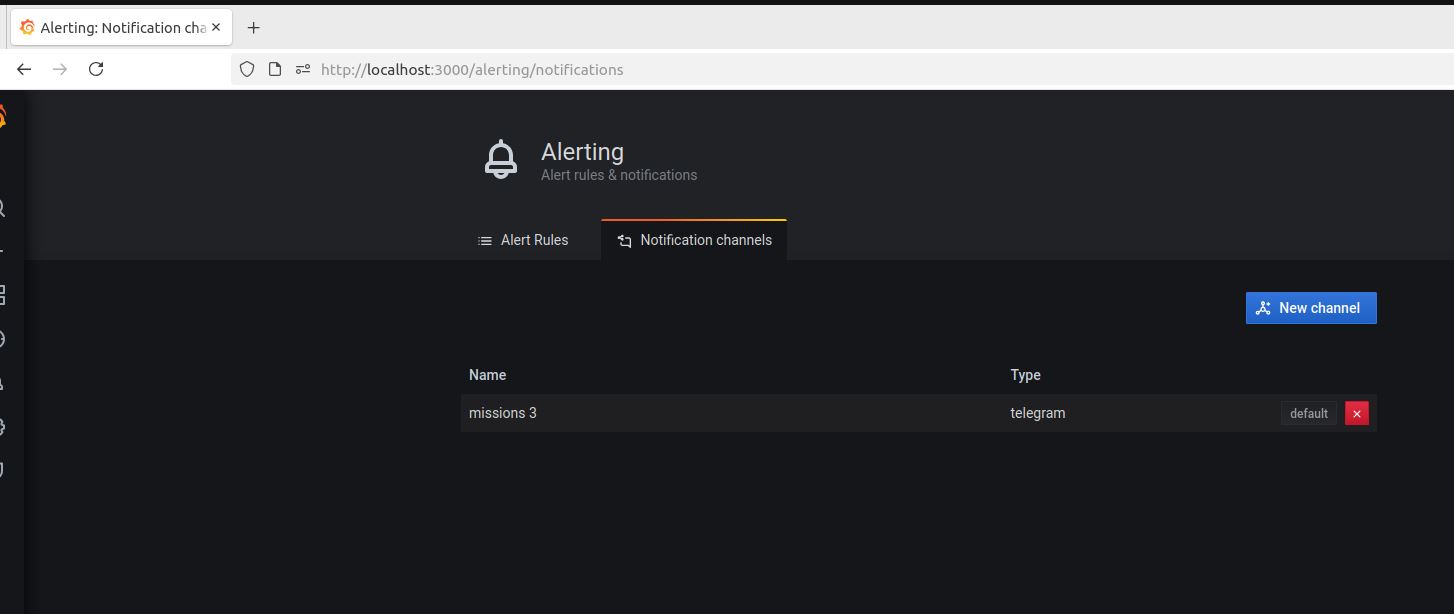 Alerting: Notification cha
http://localhost:3000/alerting/notifications
Alerting
Alert rules & notifications
Alert Rules
Notification channels
New channel
Name Type
missions 3 telegram default